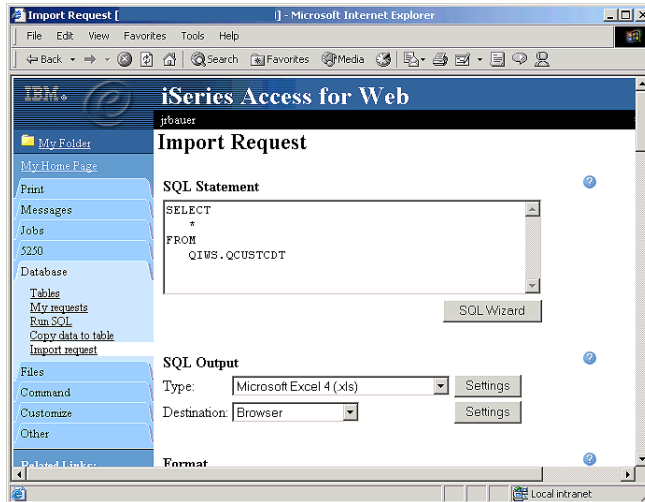 Import Request [ ] - Microsoft Internet Explorer
File Edit View Favorites Tools Help
Back Search Favorites Media
IBM
iSeries Access for Web
jrbauer
My Folder
My Home Page
Print
Messages
Jobs
5250
Database
Tables
My requests
Run SQL
Copy data to table
Import request
Files
Command
Customize
Other
Related Links:
Import Request
SQL Statement
SELECT
*
FROM
QIWS.QCUSTCDT
SQL Wizard
SQL Output
Type: Microsoft Excel 4 (.xls) Settings
Destination: Browser Settings
Format
Local intranet